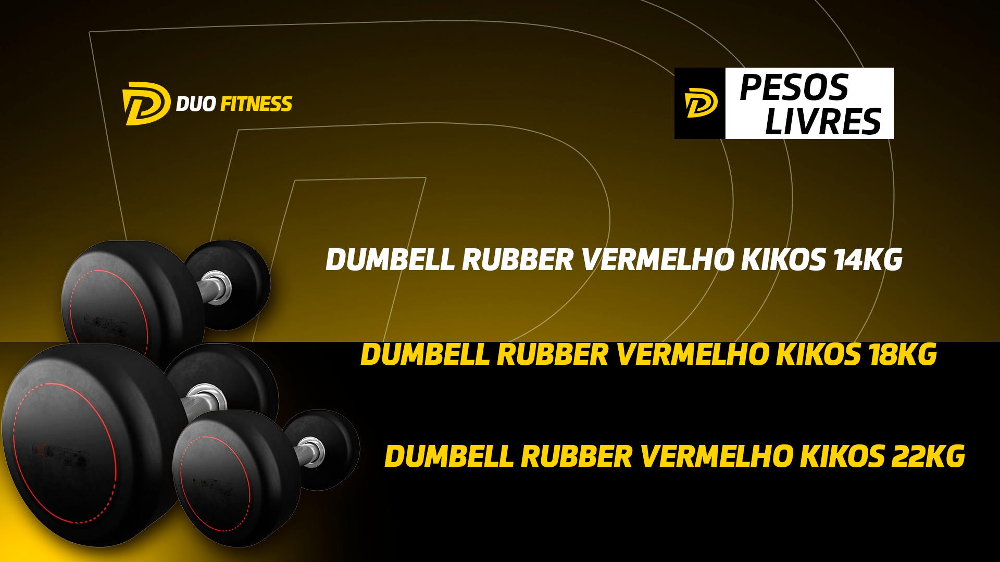 DUO FITNESS
PESOS
LIVRES
DUMBELL RUBBER VERMELHO KIKOS 14KG
DUMBELL RUBBER VERMELHO KIKOS 18KG
DUMBELL RUBBER VERMELHO KIKOS 22KG